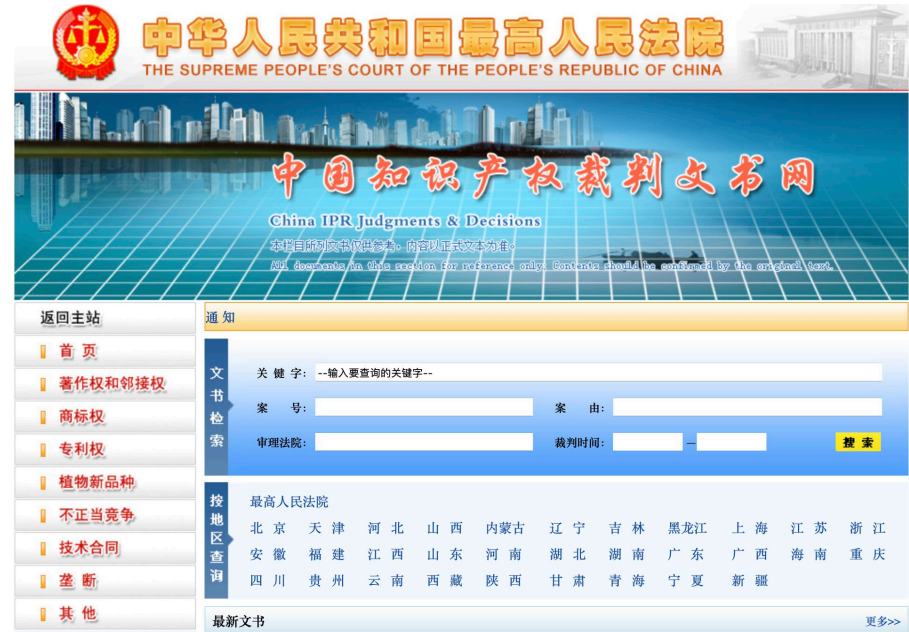 中华人民共和国最高人民法院
THE SUPREME PEOPLE'S COURT OF THE PEOPLE'S REPUBLIC OF CHINA
中国知识产权裁判文书网
China IPR Judgments & Decisions
本栏目所列文书仅供参考，内容以正式文本为准。
All documents in this section for reference only. Contents should be confirmed by the original text.
返回主站
首 页
著作权和邻接权
商标权
专利权
植物新品种
不正当竞争
技术合同
垄 断
其 他
通 知
文书检索
关 键 字: --输入要查询的关键字--
案 号: 案 由:
审理法院: 裁判时间: — 搜 索
按地区查询
最高人民法院
北 京 天 津 河 北 山 西 内蒙古 辽 宁 吉 林 黑龙江 上 海 江 苏 浙 江
安 徽 福 建 江 西 山 东 河 南 湖 北 湖 南 广 东 广 西 海 南 重 庆
四 川 贵 州 云 南 西 藏 陕 西 甘 肃 青 海 宁 夏 新 疆
最新文书 更多>>